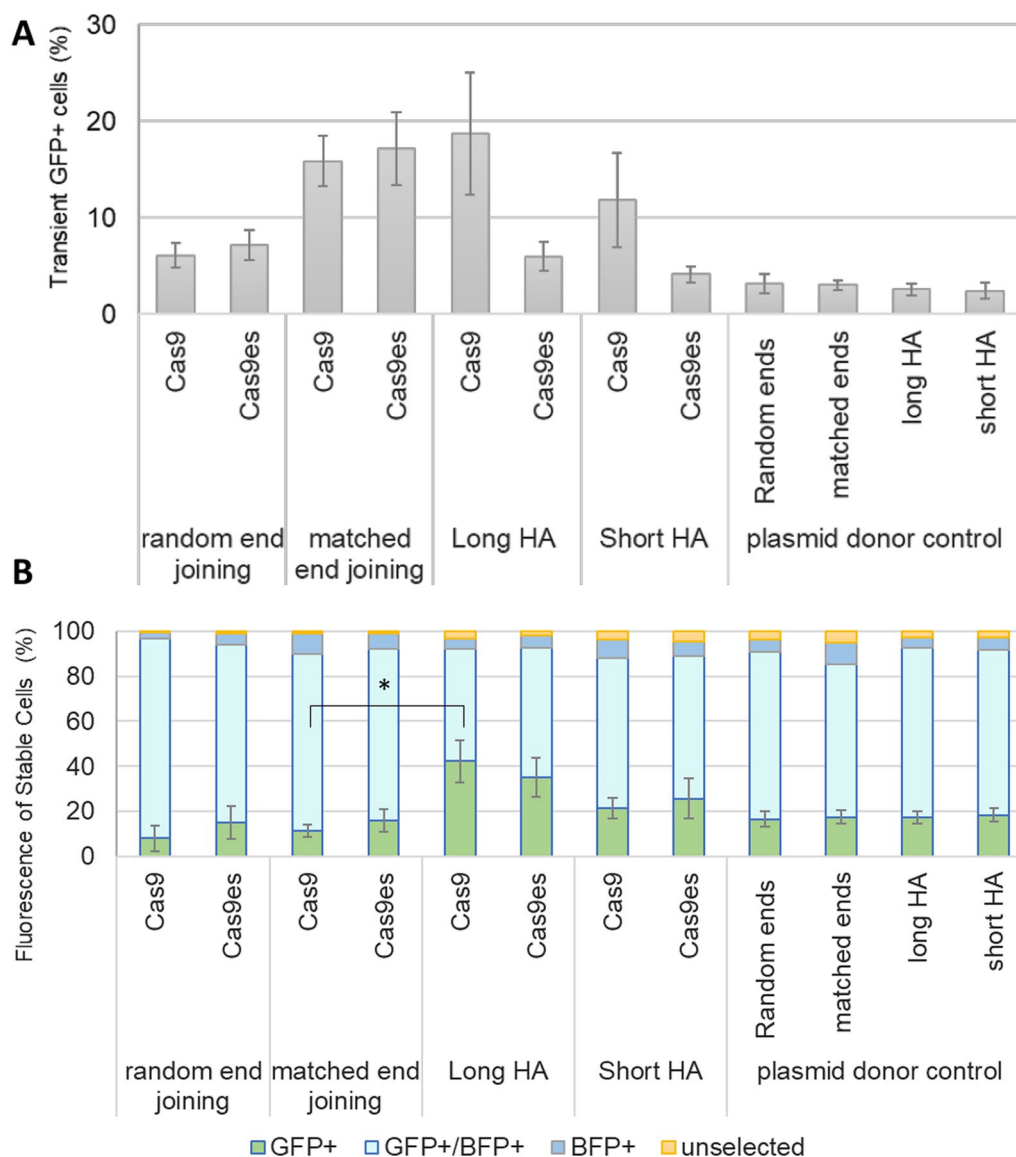 A
Transient GFP+ cells (%)
30
20
10
0
Cas9
Cas9es
Cas9
Cas9es
Cas9
Cas9es
Cas9
Cas9es
Random ends
matched ends
long HA
short HA
random end
joining
matched
end joining
Long HA
Short HA
plasmid donor control
B
Fluorescence of Stable Cells (%)
100
80
60
40
20
0
*
Cas9
Cas9es
Cas9
Cas9es
Cas9
Cas9es
Cas9
Cas9es
Random ends
matched ends
long HA
short HA
random end
joining
matched end
joining
Long HA
Short HA
plasmid donor control
GFP+ GFP+/BFP+ BFP+ unselected